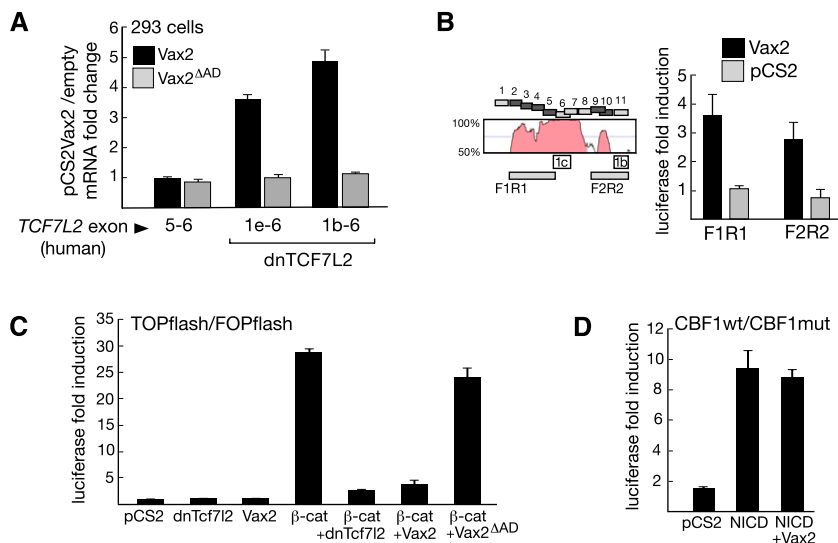 A
293 cells
Vax2
Vax2ΔAD
pCS2Vax2 /empty
mRNA fold change
6
5
4
3
2
1
TCF7L2 exon ►
(human)
5-6
1e-6
1b-6
dnTCF7L2
B
1 2 3 4 5 6 7 8 9 10 11
100%
50%
1c
1b
F1R1
F2R2
Vax2
pCS2
luciferase fold induction
5
4
3
2
1
F1R1
F2R2
C
TOPflash/FOPflash
luciferase fold induction
35
30
25
20
15
10
5
pCS2
dnTcf7l2
Vax2
β-cat
β-cat
+dnTcf7l2
β-cat
+Vax2
β-cat
+Vax2ΔAD
D
CBF1wt/CBF1mut
luciferase fold induction
12
10
8
6
4
2
pCS2
NICD
NICD
+Vax2